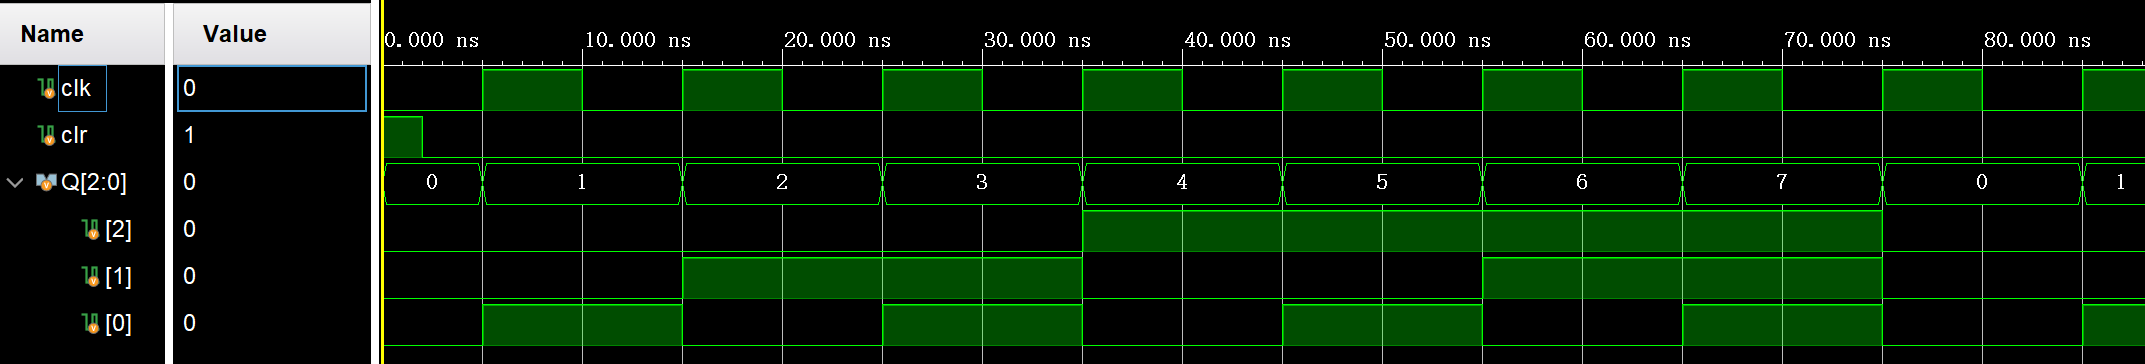 Name Value
0.000 ns 10.000 ns 20.000 ns 30.000 ns 40.000 ns 50.000 ns 60.000 ns 70.000 ns 80.000 ns
clk 0
clr 1
Q[2:0] 0 0 1 2 3 4 5 6 7 0 1
[2] 0
[1] 0
[0] 0